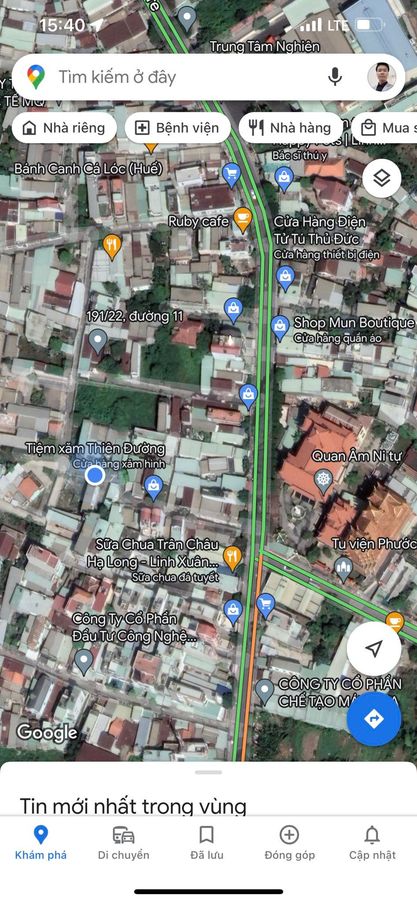 15:40
LTE
Trung Tâm Nghiên
Tìm kiếm ở đây
Nhà riêng
Bệnh viện
Nhà hàng
Mua s
Bác sĩ thú y
Bánh Canh Cá Lóc (Huế)
Ruby cafe
Cửa Hàng Điện
Tử Tú Thủ Đức
Cửa hàng thiết bị điện
191/22, đường 11
Shop Mun Boutique
Cửa hàng quần áo
Tiệm xăm Thiên Đường
Cửa hàng xăm hình
Quan Âm Ni tự
Sữa Chua Trân Châu
Hạ Long - Lĩnh Xuân...
Sữa chua đá tuyết
Tu viện Phước
Công Ty Cổ Phần
Đầu Tư Công Nghệ...
CÔNG TY CỔ PHẦN
CHẾ TẠO
Google
Tin mới nhất trong vùng
Khám phá
Di chuyển
Đã lưu
Đóng góp
Cập nhật